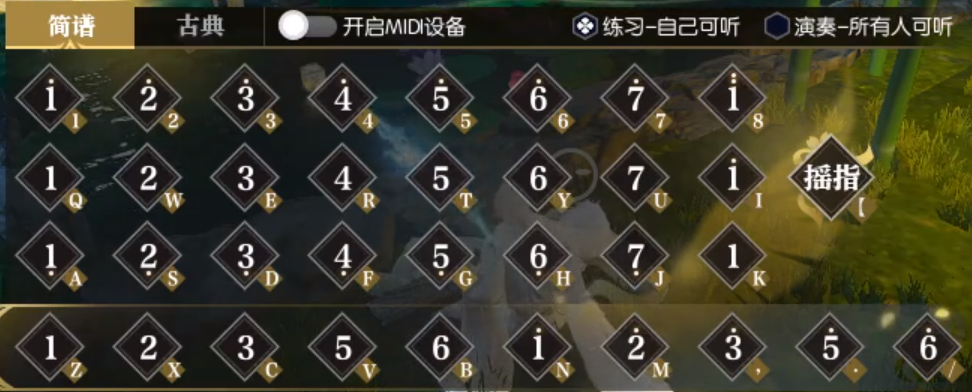 简谱 古典 开启MIDI设备 练习-自己可听 演奏-所有人可听
1 1 2 2 3 3 4 4 5 5 6 6 7 7 1 8
1 Q 2 W 3 E 4 R 5 T 6 Y 7 U 1 I 摇指 [
1 A 2 S 3 D 4 F 5 G 6 H 7 J 1 K
1 Z 2 X 3 C 5 V 6 B 1 N 2 M 3 , 5 . 6 /